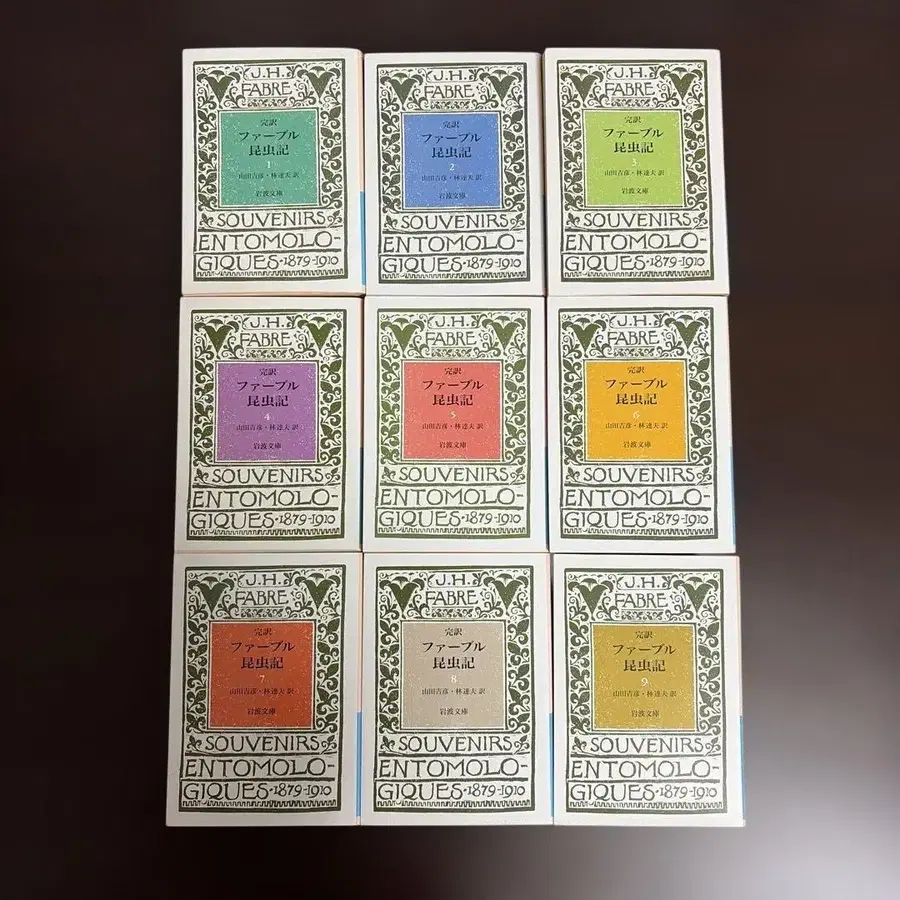 J.H.
FABRE
完訳
ファーブル
昆虫記
1
山田吉彦・林達夫 訳
岩波文庫
SOUVENIRS
ENTOMOLO-
GIQUES・1879-1910
J.H.
FABRE
完訳
ファーブル
昆虫記
2
山田吉彦・林達夫 訳
岩波文庫
SOUVENIRS
ENTOMOLO-
GIQUES・1879-1910
J.H.
FABRE
完訳
ファーブル
昆虫記
3
山田吉彦・林達夫 訳
岩波文庫
SOUVENIRS
ENTOMOLO-
GIQUES・1879-1910
J.H.
FABRE
完訳
ファーブル
昆虫記
4
山田吉彦・林達夫 訳
岩波文庫
SOUVENIRS
ENTOMOLO-
GIQUES・1879-1910
J.H.
FABRE
完訳
ファーブル
昆虫記
5
山田吉彦・林達夫 訳
岩波文庫
SOUVENIRS
ENTOMOLO-
GIQUES・1879-1910
J.H.
FABRE
完訳
ファーブル
昆虫記
6
山田吉彦・林達夫 訳
岩波文庫
SOUVENIRS
ENTOMOLO-
GIQUES・1879-1910
J.H.
FABRE
完訳
ファーブル
昆虫記
7
山田吉彦・林達夫 訳
岩波文庫
SOUVENIRS
ENTOMOLO-
GIQUES・1879-1910
J.H.
FABRE
完訳
ファーブル
昆虫記
8
山田吉彦・林達夫 訳
岩波文庫
SOUVENIRS
ENTOMOLO-
GIQUES・1879-1910
J.H.
FABRE
完訳
ファーブル
昆虫記
9
山田吉彦・林達夫 訳
岩波文庫
SOUVENIRS
ENTOMOLO-
GIQUES・1879-1910